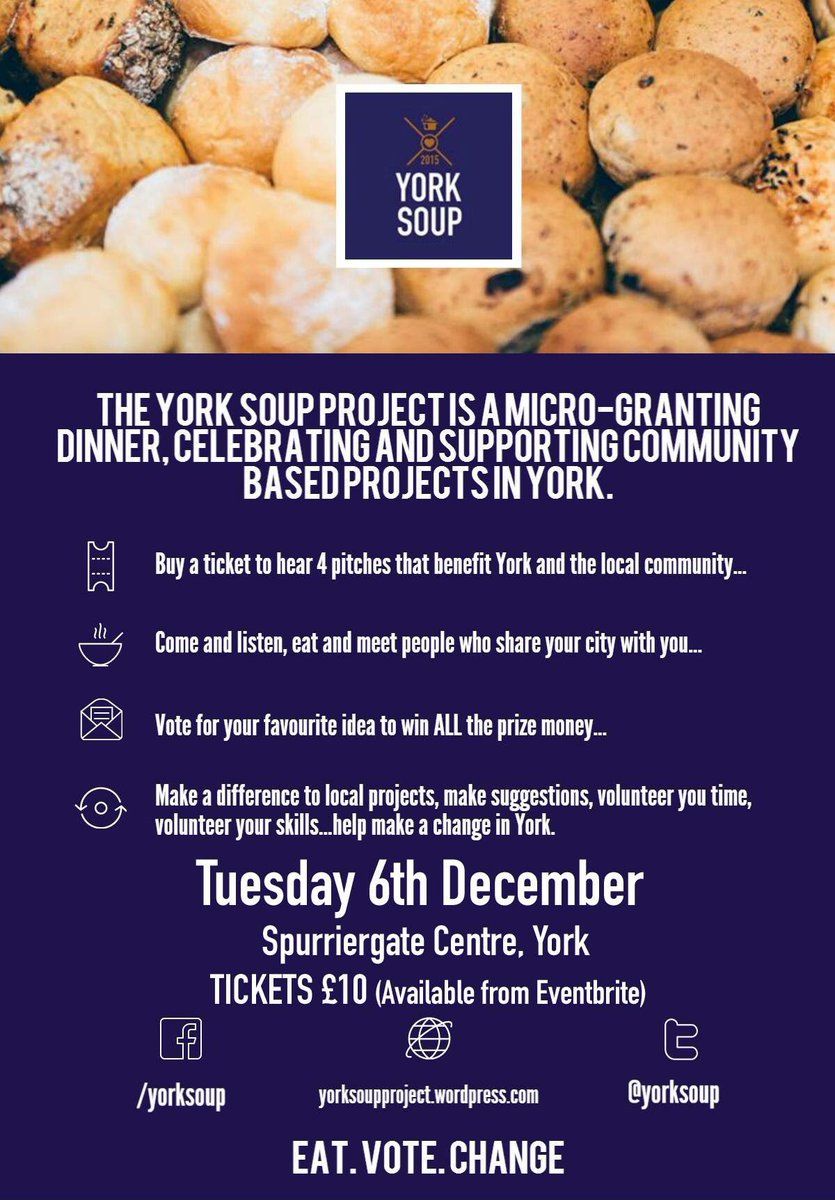 2015
YORK
SOUP
THE YORK SOUP PROJECT IS A MICRO-GRANTING
DINNER, CELEBRATING AND SUPPORTING COMMUNITY
BASED PROJECTS IN YORK.
Buy a ticket to hear 4 pitches that benefit York and the local community...
Come and listen, eat and meet people who share your city with you...
Vote for your favourite idea to win ALL the prize money...
Make a difference to local projects, make suggestions, volunteer you time,
volunteer your skills...help make a change in York.
Tuesday 6th December
Spurriergate Centre, York
TICKETS £10 (Available from Eventbrite)
/yorksoup
yorksoupproject.wordpress.com
@yorksoup
EAT. VOTE. CHANGE